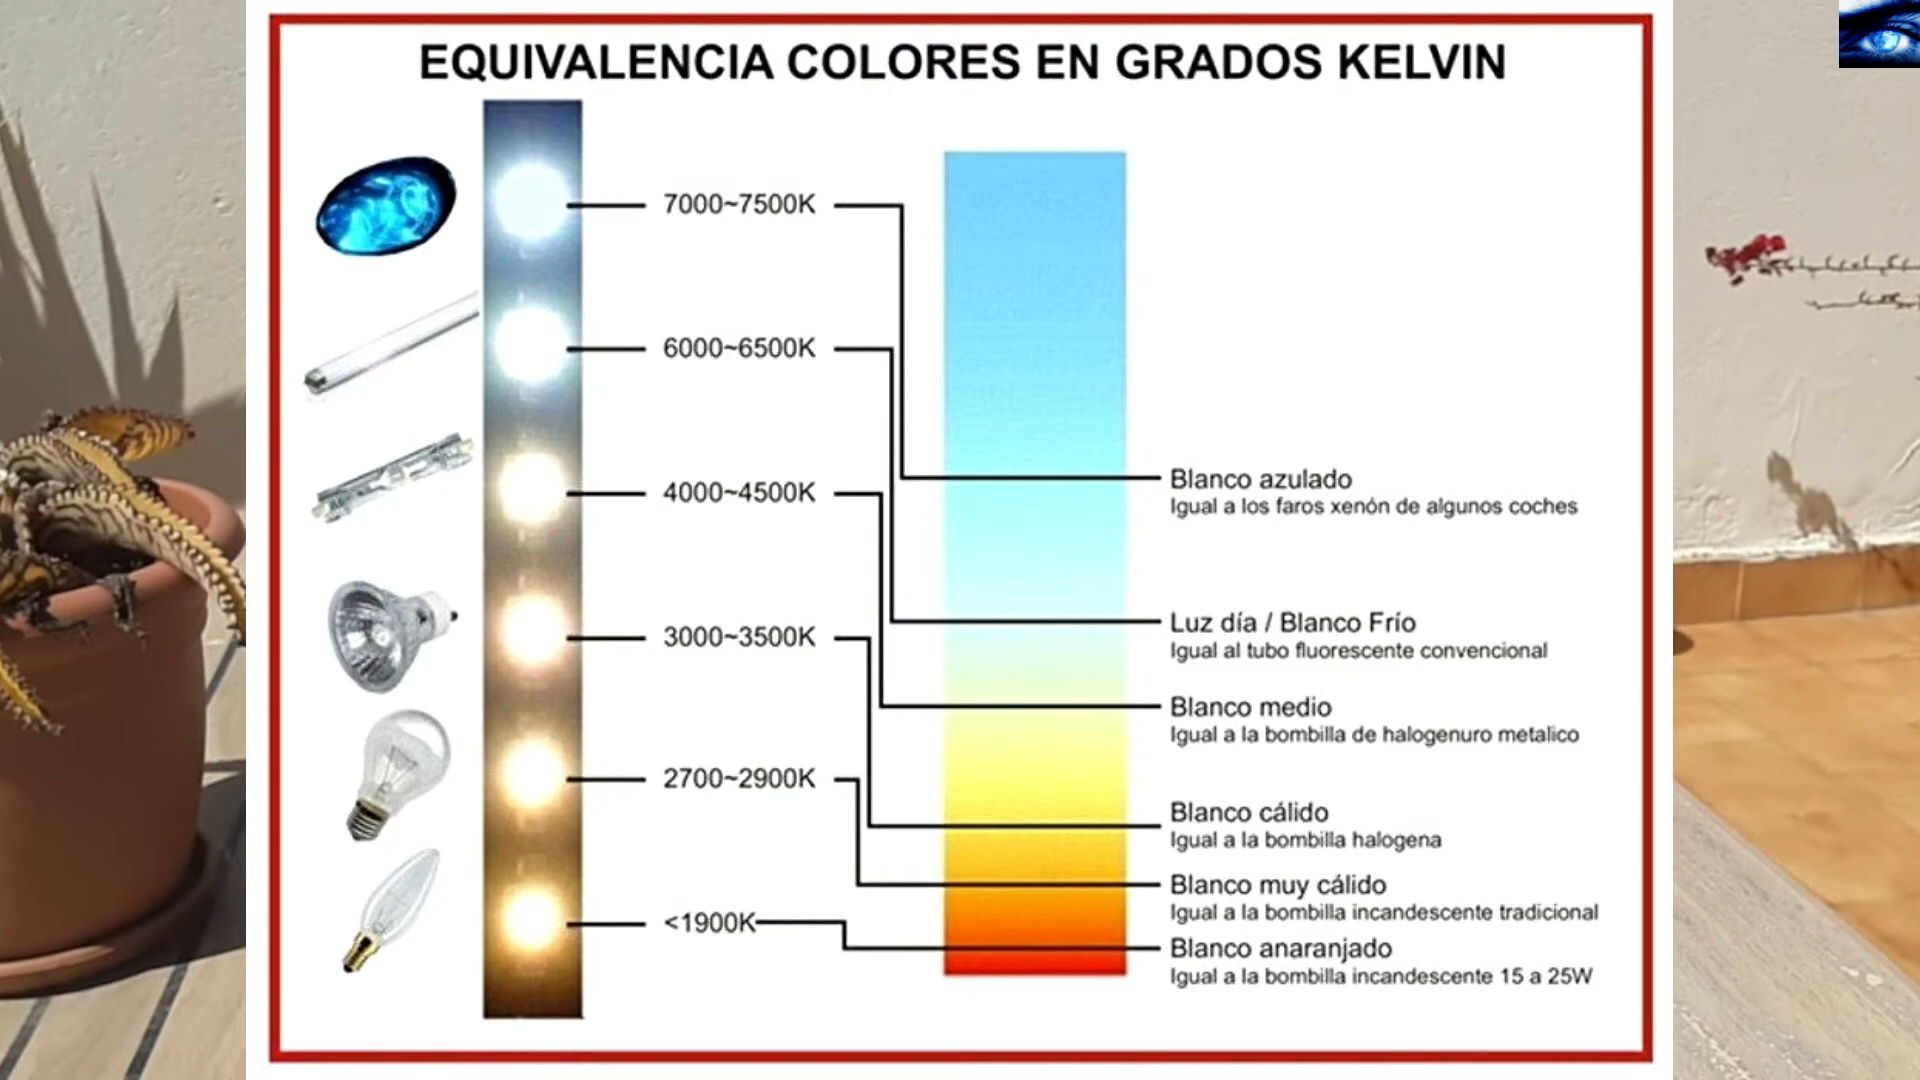 EQUIVALENCIA COLORES EN GRADOS KELVIN
7000~7500K
6000~6500K
4000~4500K
3000~3500K
2700~2900K
<1900K
Blanco azulado
Igual a los faros xenón de algunos coches
Luz día / Blanco Frío
Igual al tubo fluorescente convencional
Blanco medio
Igual a la bombilla de halogenuro metalico
Blanco cálido
Igual a la bombilla halogena
Blanco muy cálido
Igual a la bombilla incandescente tradicional
Blanco anaranjado
Igual a la bombilla incandescente 15 a 25W